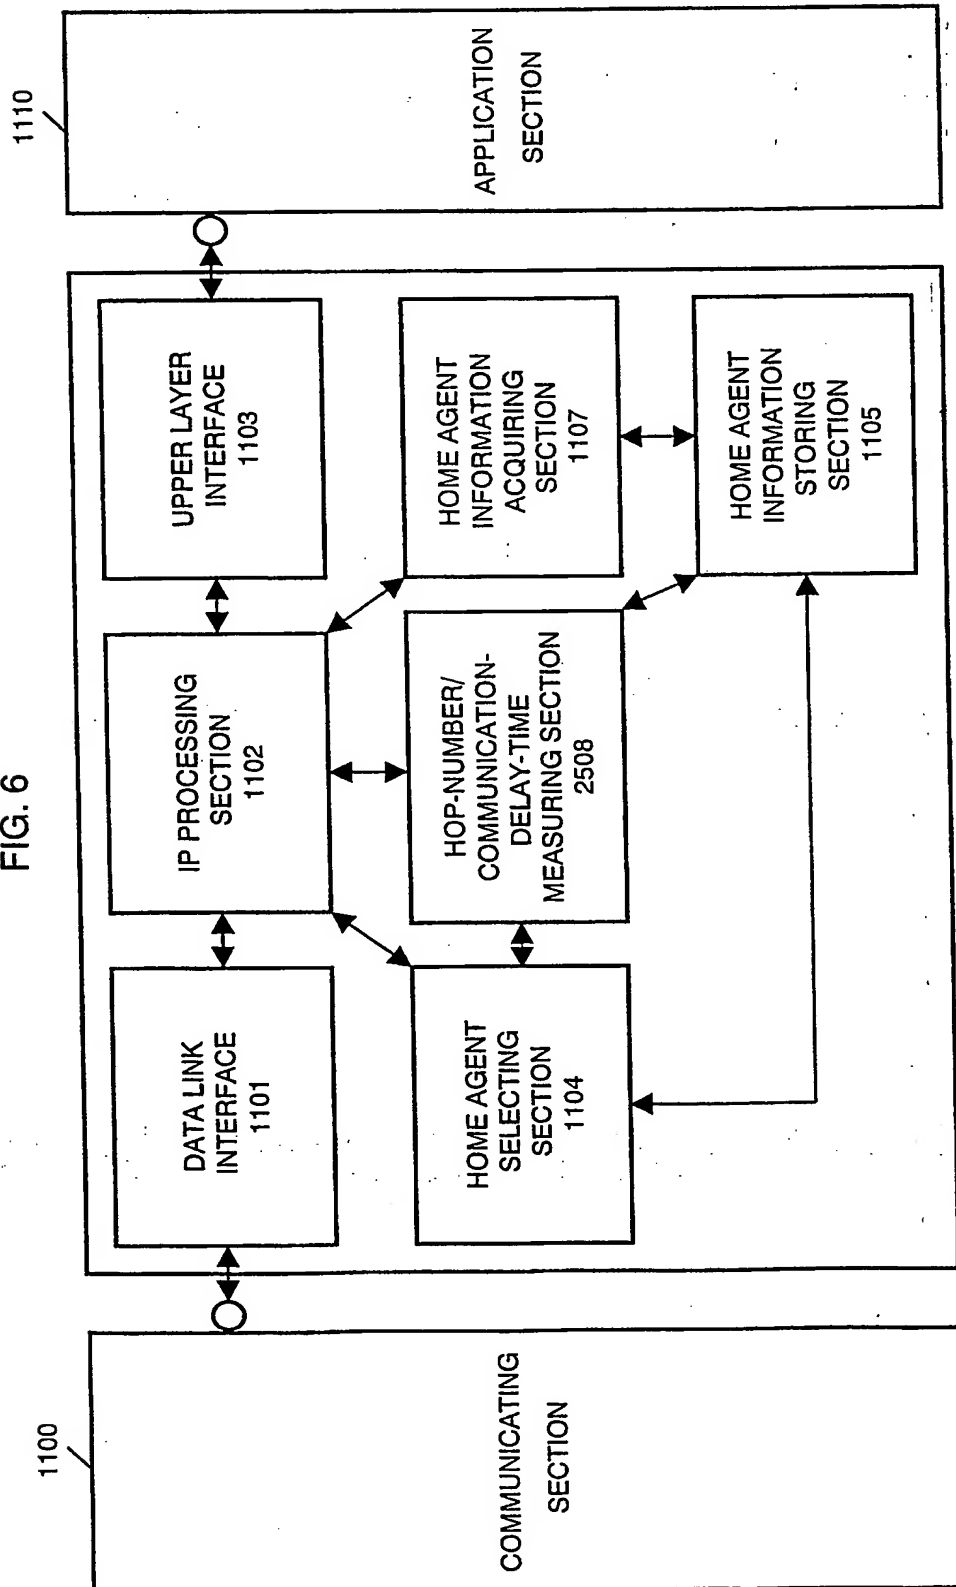 FIG. 6
1100
COMMUNICATING
SECTION
DATA LINK
INTERFACE
1101
IP PROCESSING
SECTION
1102
UPPER LAYER
INTERFACE
1103
HOME AGENT
SELECTING
SECTION
1104
HOP-NUMBER/
COMMUNICATION-
DELAY-TIME
MEASURING SECTION
2508
HOME AGENT
INFORMATION
ACQUIRING
SECTION
1107
HOME AGENT
INFORMATION
STORING
SECTION
1105
1110
APPLICATION
SECTION